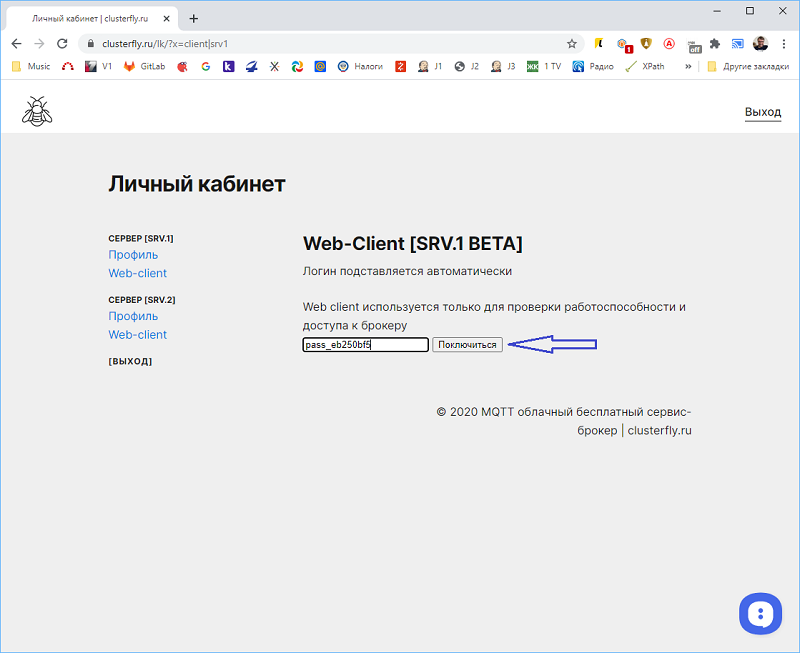 Личный кабинет | clusterfly.ru
clusterfly.ru/lk/?x=client|srv1
Music V1 GitLab Налоги J1 J2 J3 ЖК 1 TV Радио XPath » Другие закладки
Выход
Личный кабинет
СЕРВЕР [SRV.1]
Профиль
Web-client
СЕРВЕР [SRV.2]
Профиль
Web-client
[ВЫХОД]
Web-Client [SRV.1 BETA]
Логин подставляется автоматически
Web client используется только для проверки работоспособности и
доступа к брокеру
pass_eb250bf5 Поключиться
© 2020 MQTT облачный бесплатный сервис-
брокер | clusterfly.ru